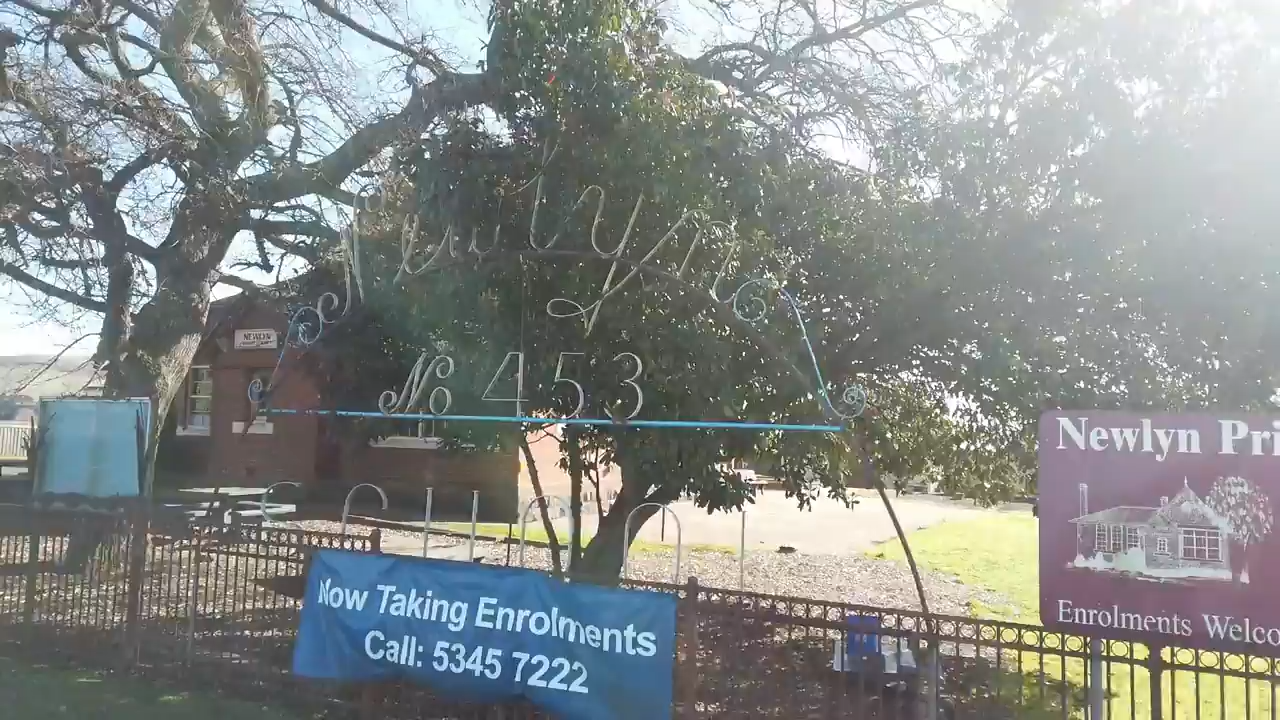 Newlyn
No 453
NEWLYN
Now Taking Enrolments
Call: 5345 7222
Newlyn Pri
Enrolments Welco